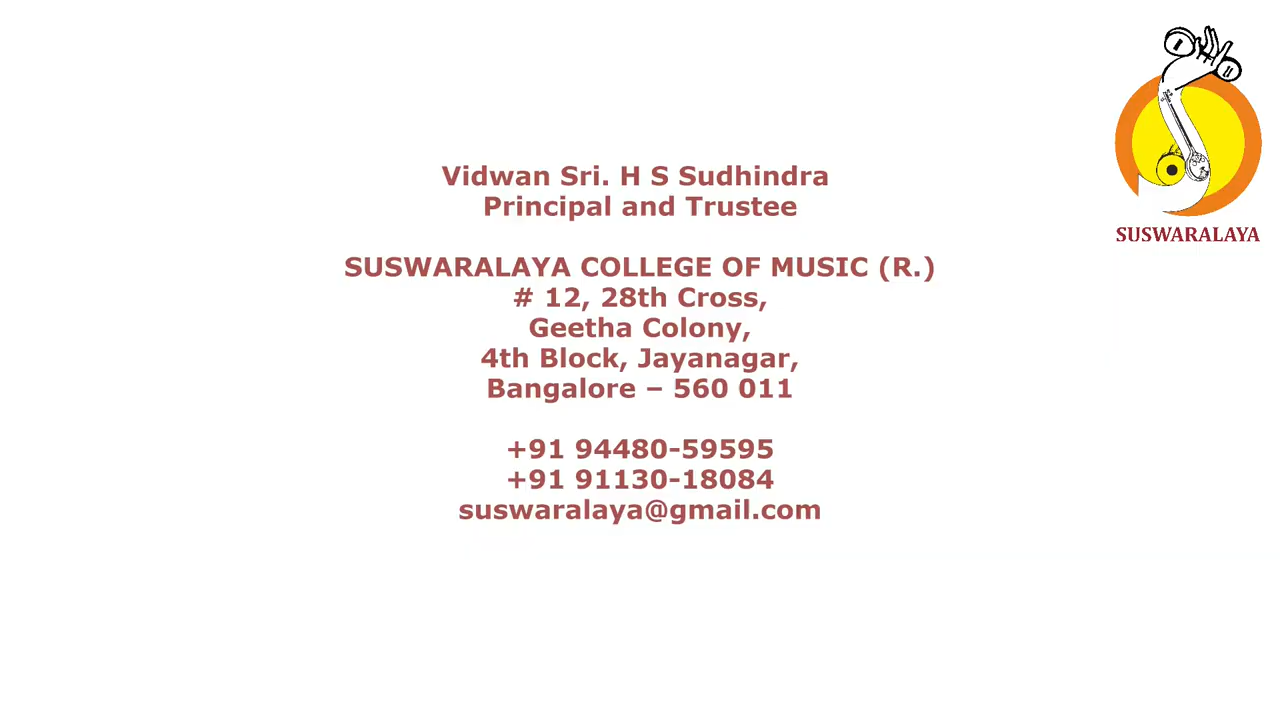 Vidwan Sri. H S Sudhindra
Principal and Trustee
SUSWARALAYA COLLEGE OF MUSIC (R.)
# 12, 28th Cross,
Geetha Colony,
4th Block, Jayanagar,
Bangalore – 560 011
+91 94480-59595
+91 91130-18084
suswaralaya@gmail.com
SUSWARALAYA